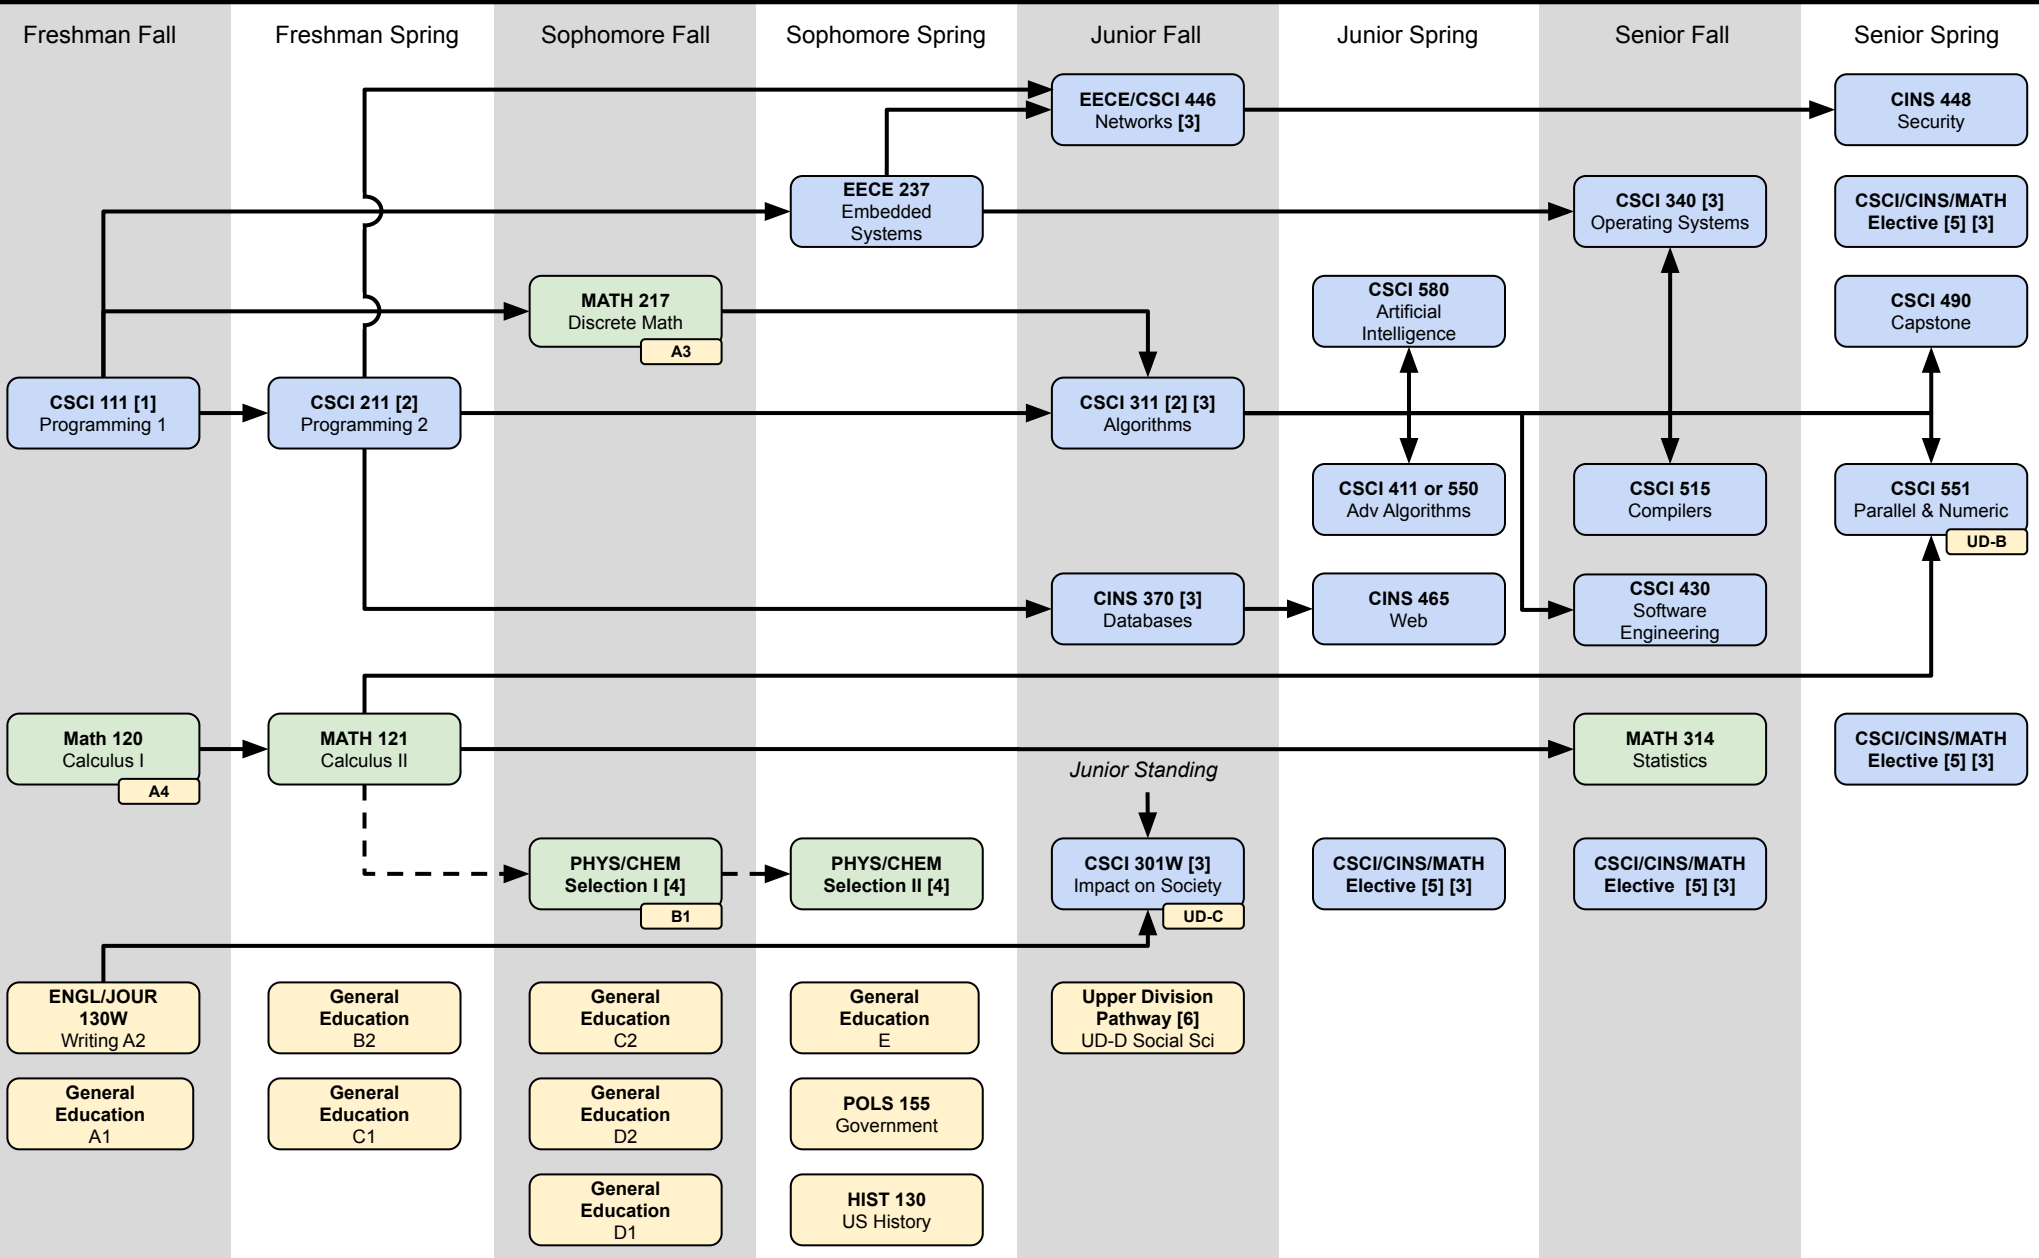 Freshman Fall
Freshman Spring
Sophomore Fall
Sophomore Spring
Junior Fall
Junior Spring
Senior Fall
Senior Spring
EECE/CSCI 446
Networks [3]
CINS 448
Security
EECE 237
Embedded
Systems
CSCI 340 [3]
Operating Systems
CSCI/CINS/MATH
Elective [5] [3]
MATH 217
Discrete Math
A3
CSCI 580
Artificial
Intelligence
CSCI 490
Capstone
CSCI 111 [1]
Programming 1
CSCI 211 [2]
Programming 2
CSCI 311 [2] [3]
Algorithms
CSCI 411 or 550
Adv Algorithms
CSCI 515
Compilers
CSCI 551
Parallel & Numeric
UD-B
CINS 370 [3]
Databases
CINS 465
Web
CSCI 430
Software
Engineering
Math 120
Calculus I
A4
MATH 121
Calculus II
Junior Standing
MATH 314
Statistics
CSCI/CINS/MATH
Elective [5] [3]
PHYS/CHEM
Selection I [4]
B1
PHYS/CHEM
Selection II [4]
CSCI 301W [3]
Impact on Society
UD-C
CSCI/CINS/MATH
Elective [5] [3]
CSCI/CINS/MATH
Elective [5] [3]
ENGL/JOUR
130W
Writing A2
General
Education
B2
General
Education
C2
General
Education
E
Upper Division
Pathway [6]
UD-D Social Sci
General
Education
A1
General
Education
C1
General
Education
D2
POLS 155
Government
General
Education
D1
HIST 130
US History